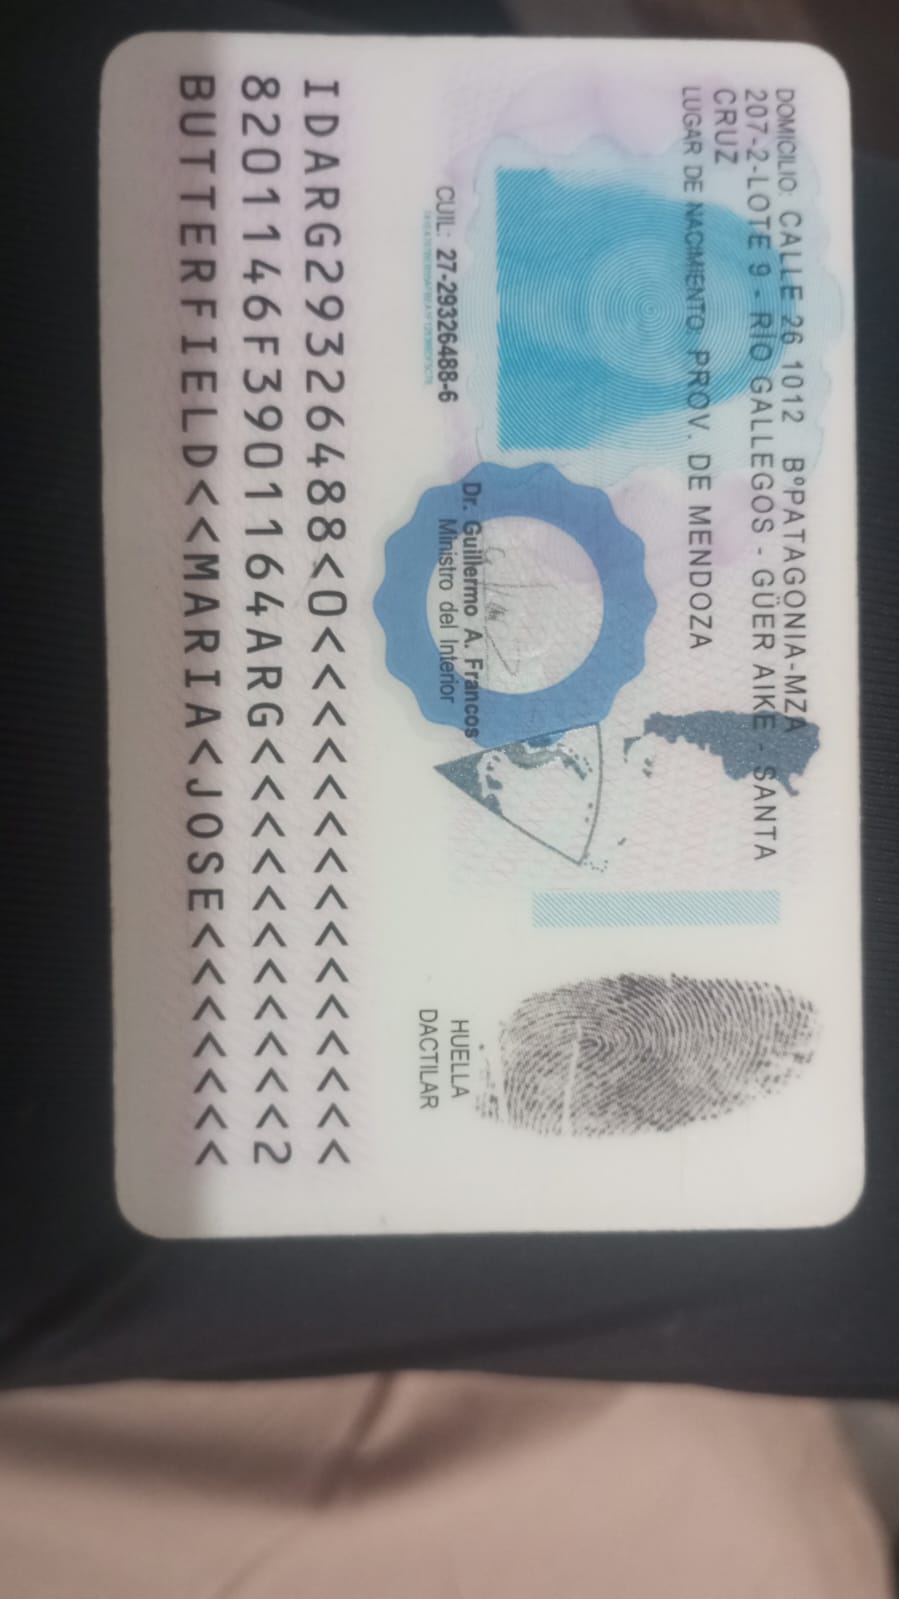 DOMICILIO: CALLE 26 1012 BºPATAGONIA-MZA
207-2-LOTE 9 - RÍO GALLEGOS - GÜER AIKE - SANTA
CRUZ
LUGAR DE NACIMIENTO: PROV. DE MENDOZA
CUIL: 27-29326488-6
Dr. Guillermo A. Francos
Ministro del Interior
HUELLA
DACTILAR
IDARG29326488<0<<<<<<<<<<<<<<<
8201146F3901164ARG<<<<<<<<<<<2
BUTTERFIELD<<MARIA<JOSE<<<<<<<